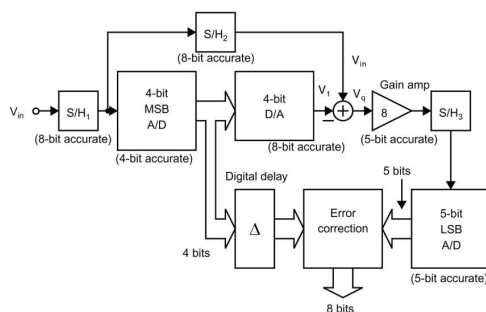 S/H2
(8-bit accurate)
Vin
Vin
S/H1
(8-bit accurate)
4-bit
MSB
A/D
(4-bit accurate)
4-bit
D/A
(8-bit accurate)
V1
Vq
Gain amp
8
(5-bit accurate)
S/H3
Digital delay
Δ
4 bits
Error
correction
8 bits
5 bits
5-bit
LSB
A/D
(5-bit accurate)